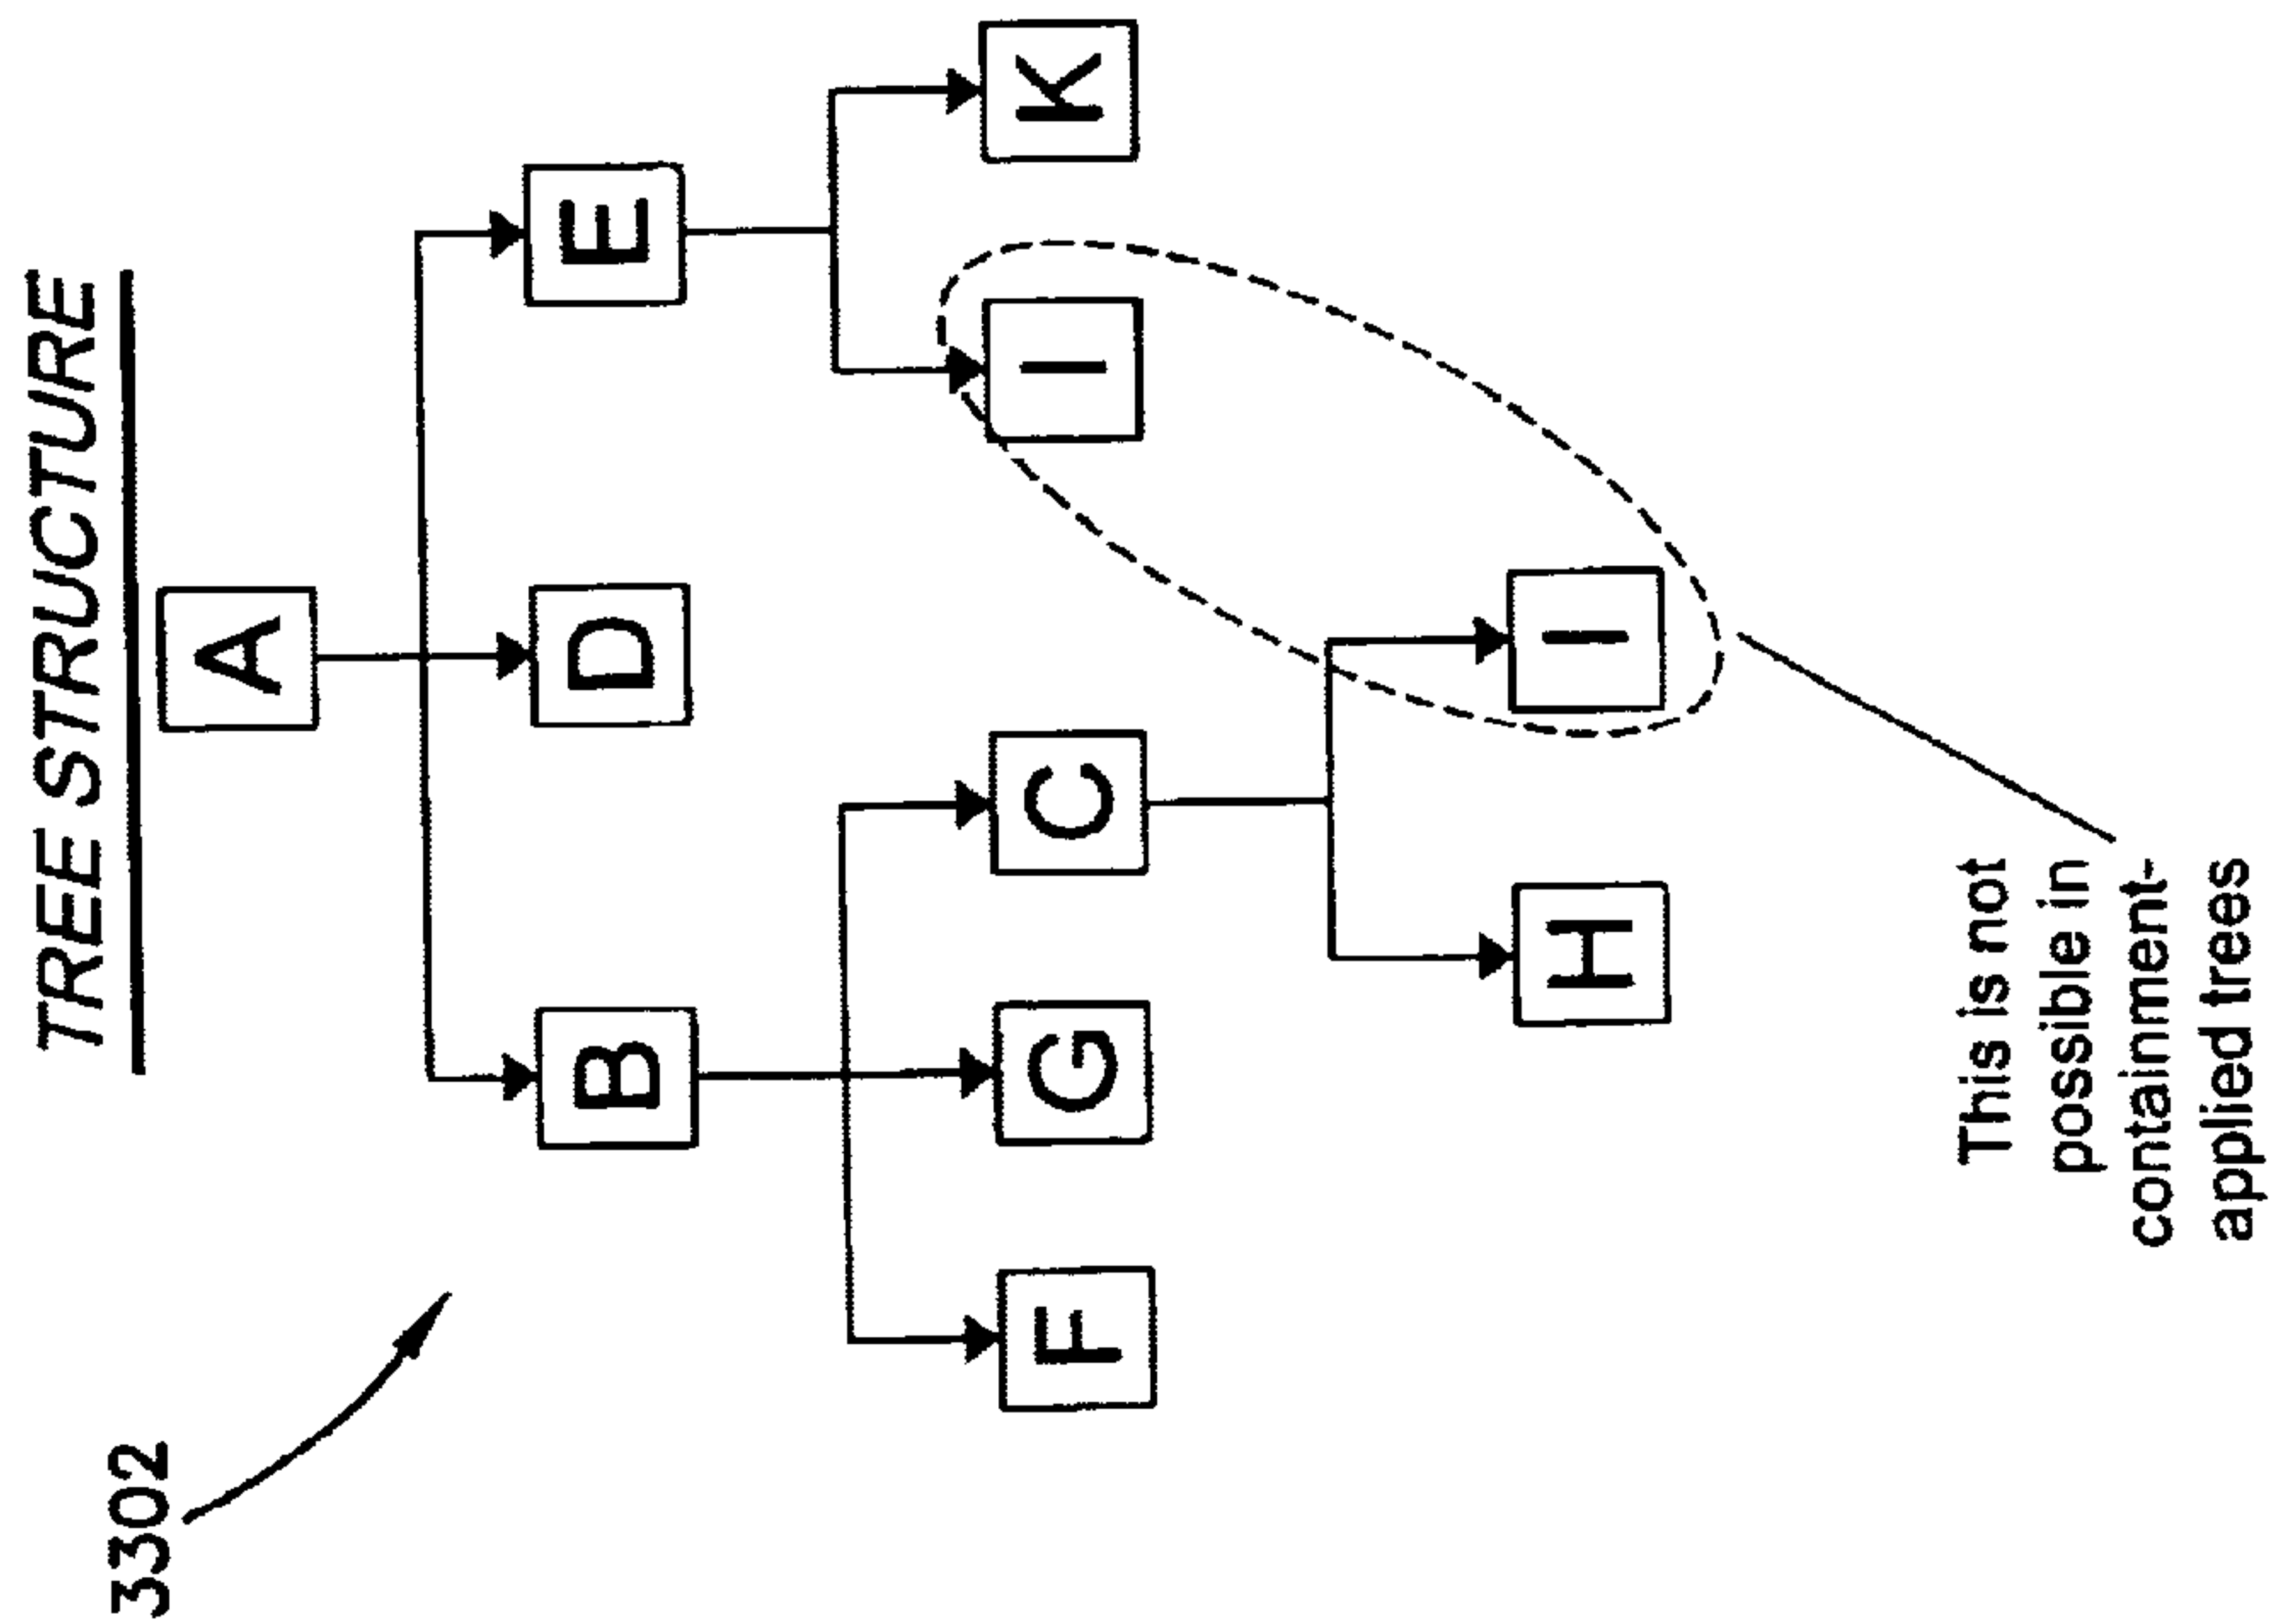 TREE STRUCTURE
3302
A
B D E
F G C I K
H I
This is not
possible in
containment-
applied trees